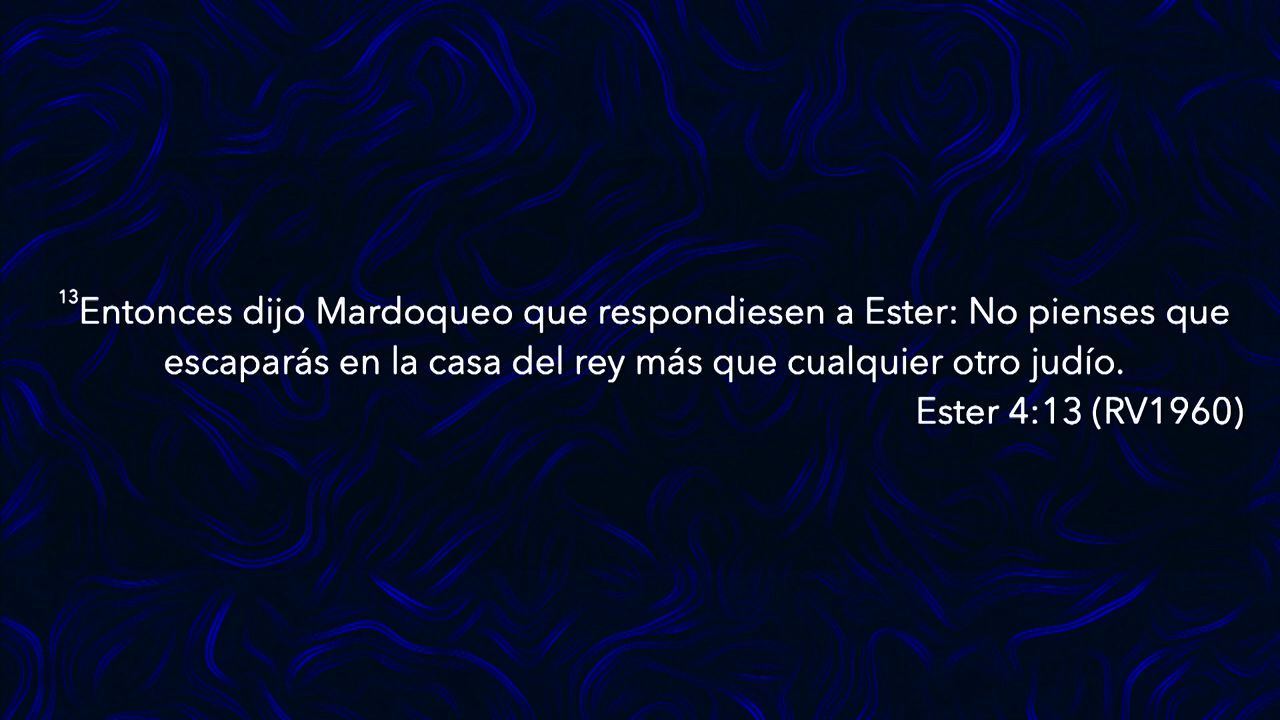 13Entonces dijo Mardoqueo que respondiesen a Ester: No pienses que
escaparás en la casa del rey más que cualquier otro judío.
Ester 4:13 (RV1960)